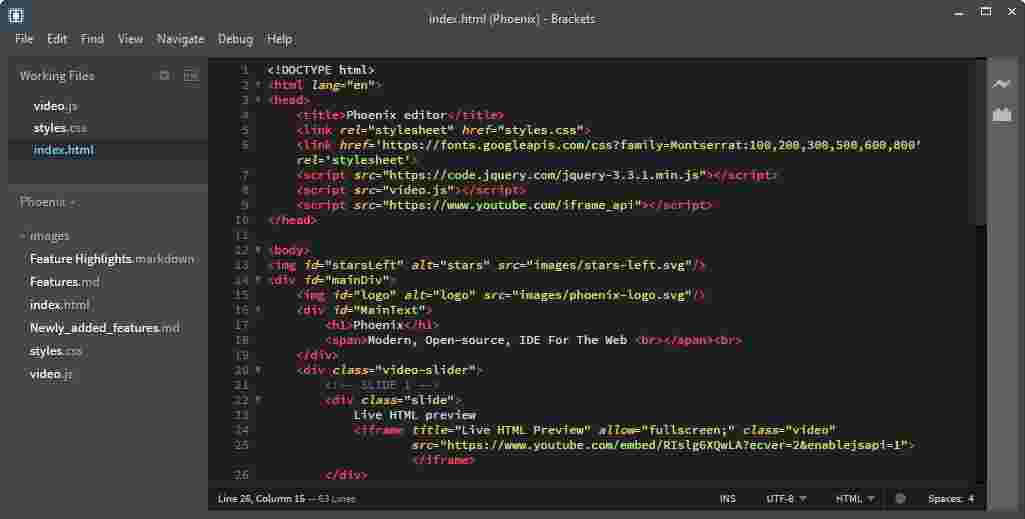 index.html (Phoenix) - Brackets
File Edit Find View Navigate Debug Help
Working Files
video.js
styles.css
index.html
Phoenix
images
Feature Highlights.markdown
Features.md
index.html
Newly_added_features.md
styles.css
video.js
1 <!DOCTYPE html>
2 <html lang="en">
3 <head>
4 <title>Phoenix editor</title>
5 <link rel="stylesheet" href="styles.css">
6 <link href='https://fonts.googleapis.com/css?family=Montserrat:100,200,300,500,600,800'
rel='stylesheet'>
7 <script src="https://code.jquery.com/jquery-3.3.1.min.js"></script>
8 <script src="video.js"></script>
9 <script src="https://www.youtube.com/iframe_api"></script>
10 </head>
11
12 <body>
13 <img id="starsLeft" alt="stars" src="images/stars-left.svg"/>
14 <div id="mainDiv">
15 <img id="logo" alt="logo" src="images/phoenix-logo.svg"/>
16 <div id="MainText">
17 <h1>Phoenix</h1>
18 <span>Modern, Open-source, IDE For The Web <br></span><br>
19 </div>
20 <div class="video-slider">
21 <!-- SLIDE 1 -->
22 <div class="slide">
23 Live HTML preview
24 <iframe title="Live HTML Preview" allow="fullscreen;" class="video"
25 src="https://www.youtube.com/embed/RIslg6XQwLA?ecver=2&enablejsapi=1">
</iframe>
26 </div>
Line 26, Column 15 — 63 Lines
INS UTF-8 HTML Spaces: 4